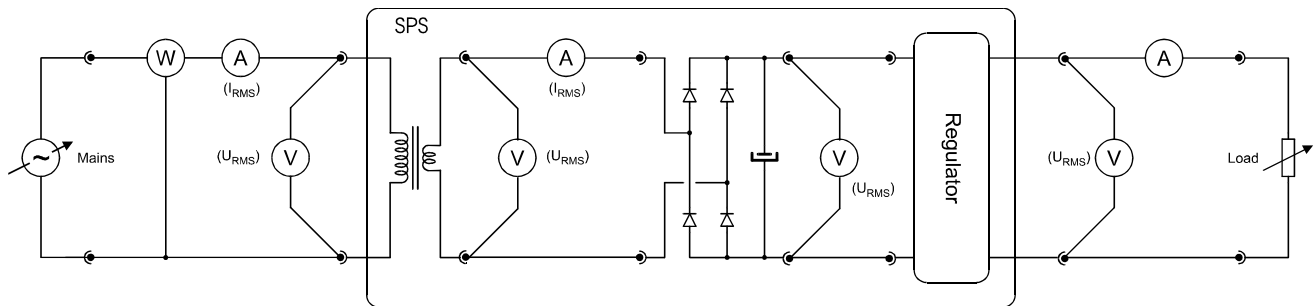 SPS
W
A
(I_RMS)
Mains
~
V
(U_RMS)
A
(I_RMS)
V
(U_RMS)
V
(U_RMS)
Regulator
A
V
(U_RMS)
Load